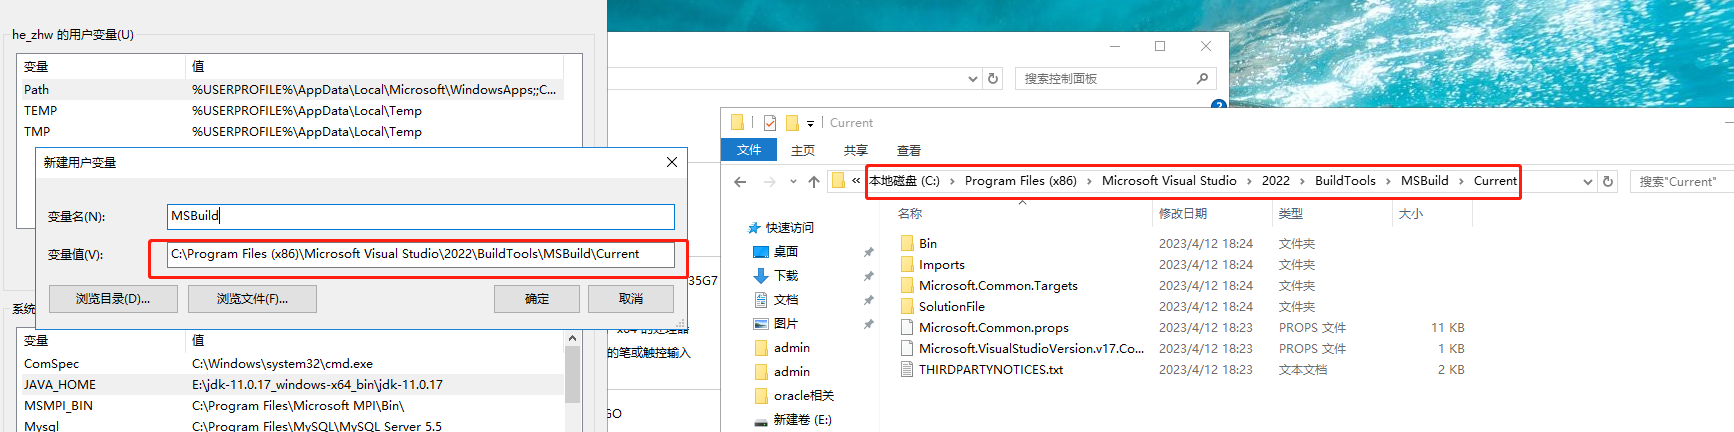 he_zhw 的用户变量(U)
变量 值
Path %USERPROFILE%\AppData\Local\Microsoft\WindowsApps;;C...
TEMP %USERPROFILE%\AppData\Local\Temp
TMP %USERPROFILE%\AppData\Local\Temp
新建用户变量
变量名(N): MSBuild
变量值(V): C:\Program Files (x86)\Microsoft Visual Studio\2022\BuildTools\MSBuild\Current
浏览目录(D)... 浏览文件(F)... 确定 取消
系统
变量 值
ComSpec C:\Windows\system32\cmd.exe
JAVA_HOME E:\jdk-11.0.17_windows-x64_bin\jdk-11.0.17
MSMPI_BIN C:\Program Files\Microsoft MPI\Bin\
Mysql C:\Program Files\MySQL\MySQL Server 5.5
搜索控制面板
35G7
x64 的处理器
的笔或触控输入
GO
Current
文件 主页 共享 查看
« 本地磁盘 (C:) › Program Files (x86) › Microsoft Visual Studio › 2022 › BuildTools › MSBuild › Current
搜索"Current"
名称 修改日期 类型 大小
快速访问
桌面
下载
文档
图片
admin
admin
oracle相关
新建卷 (E:)
Bin 2023/4/12 18:24 文件夹
Imports 2023/4/12 18:24 文件夹
Microsoft.Common.Targets 2023/4/12 18:24 文件夹
SolutionFile 2023/4/12 18:24 文件夹
Microsoft.Common.props 2023/4/12 18:23 PROPS 文件 11 KB
Microsoft.VisualStudioVersion.v17.Co... 2023/4/12 18:23 PROPS 文件 1 KB
THIRDPARTYNOTICES.txt 2023/4/12 18:23 文本文档 2 KB